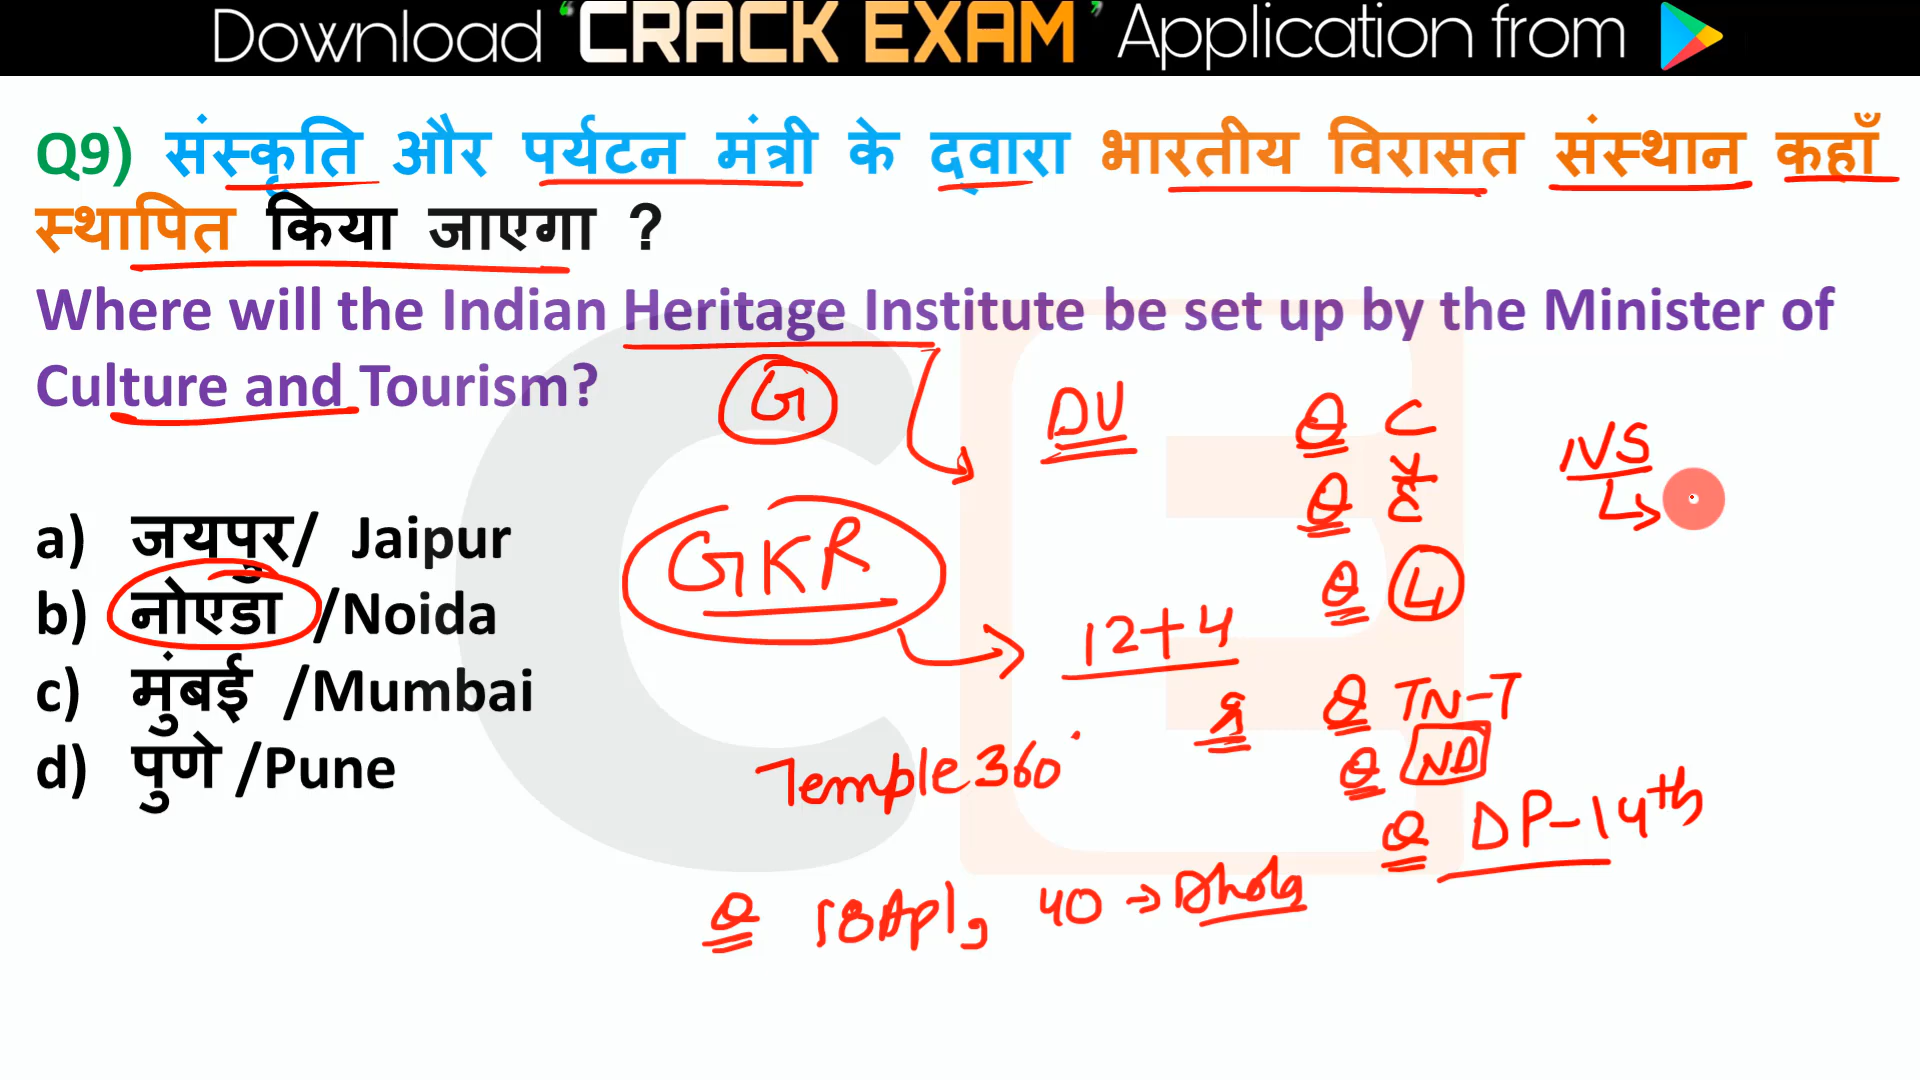 Download “CRACK EXAM” Application from
Q9) संस्कृति और पर्यटन मंत्री के द्वारा भारतीय विरासत संस्थान कहाँ
स्थापित किया जाएगा ?
Where will the Indian Heritage Institute be set up by the Minister of
Culture and Tourism?
G
DU
Q C
Q
NS
a) जयपुर/ Jaipur
GKR
b) नोएडा /Noida
Q L
12+4
c) मुंबई /Mumbai
Q TN-T
d) पुणे /Pune
Temple 360°
Q ND
Q DP-14th
Q 18 Apl, 40 → Dhola